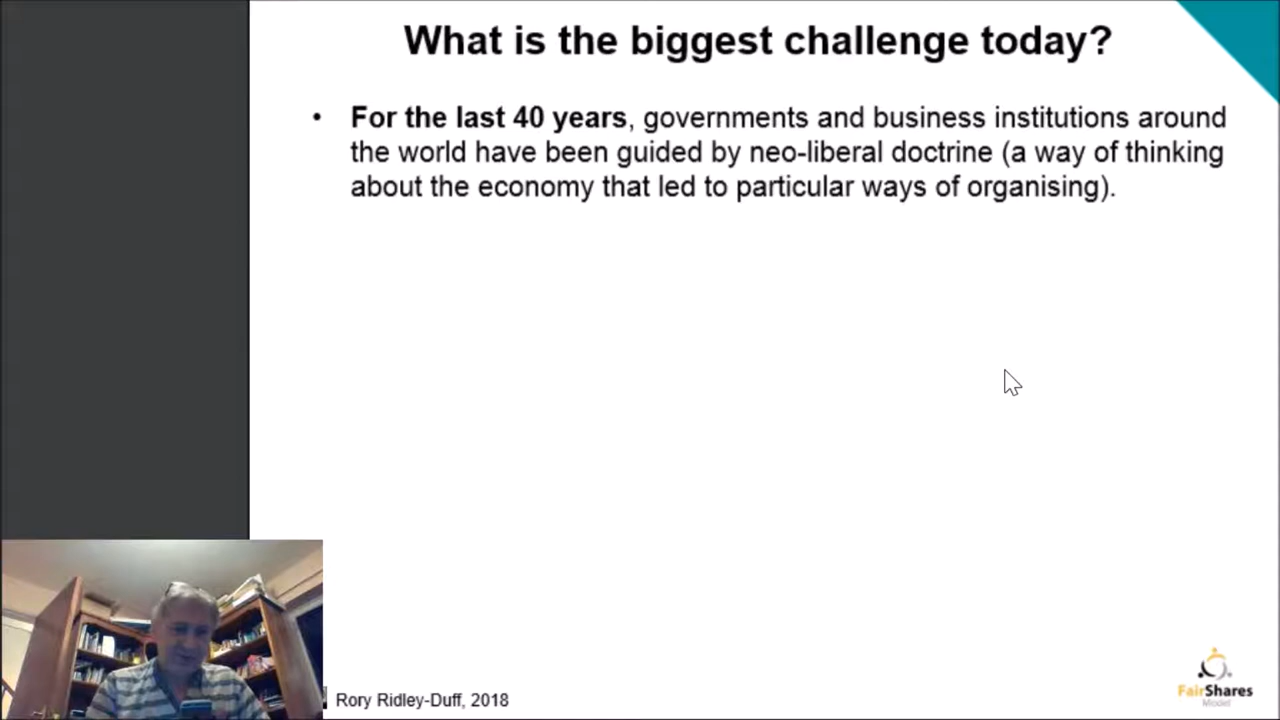 What is the biggest challenge today?
• For the last 40 years, governments and business institutions around
the world have been guided by neo-liberal doctrine (a way of thinking
about the economy that led to particular ways of organising).
Rory Ridley-Duff, 2018
FairShares
Model